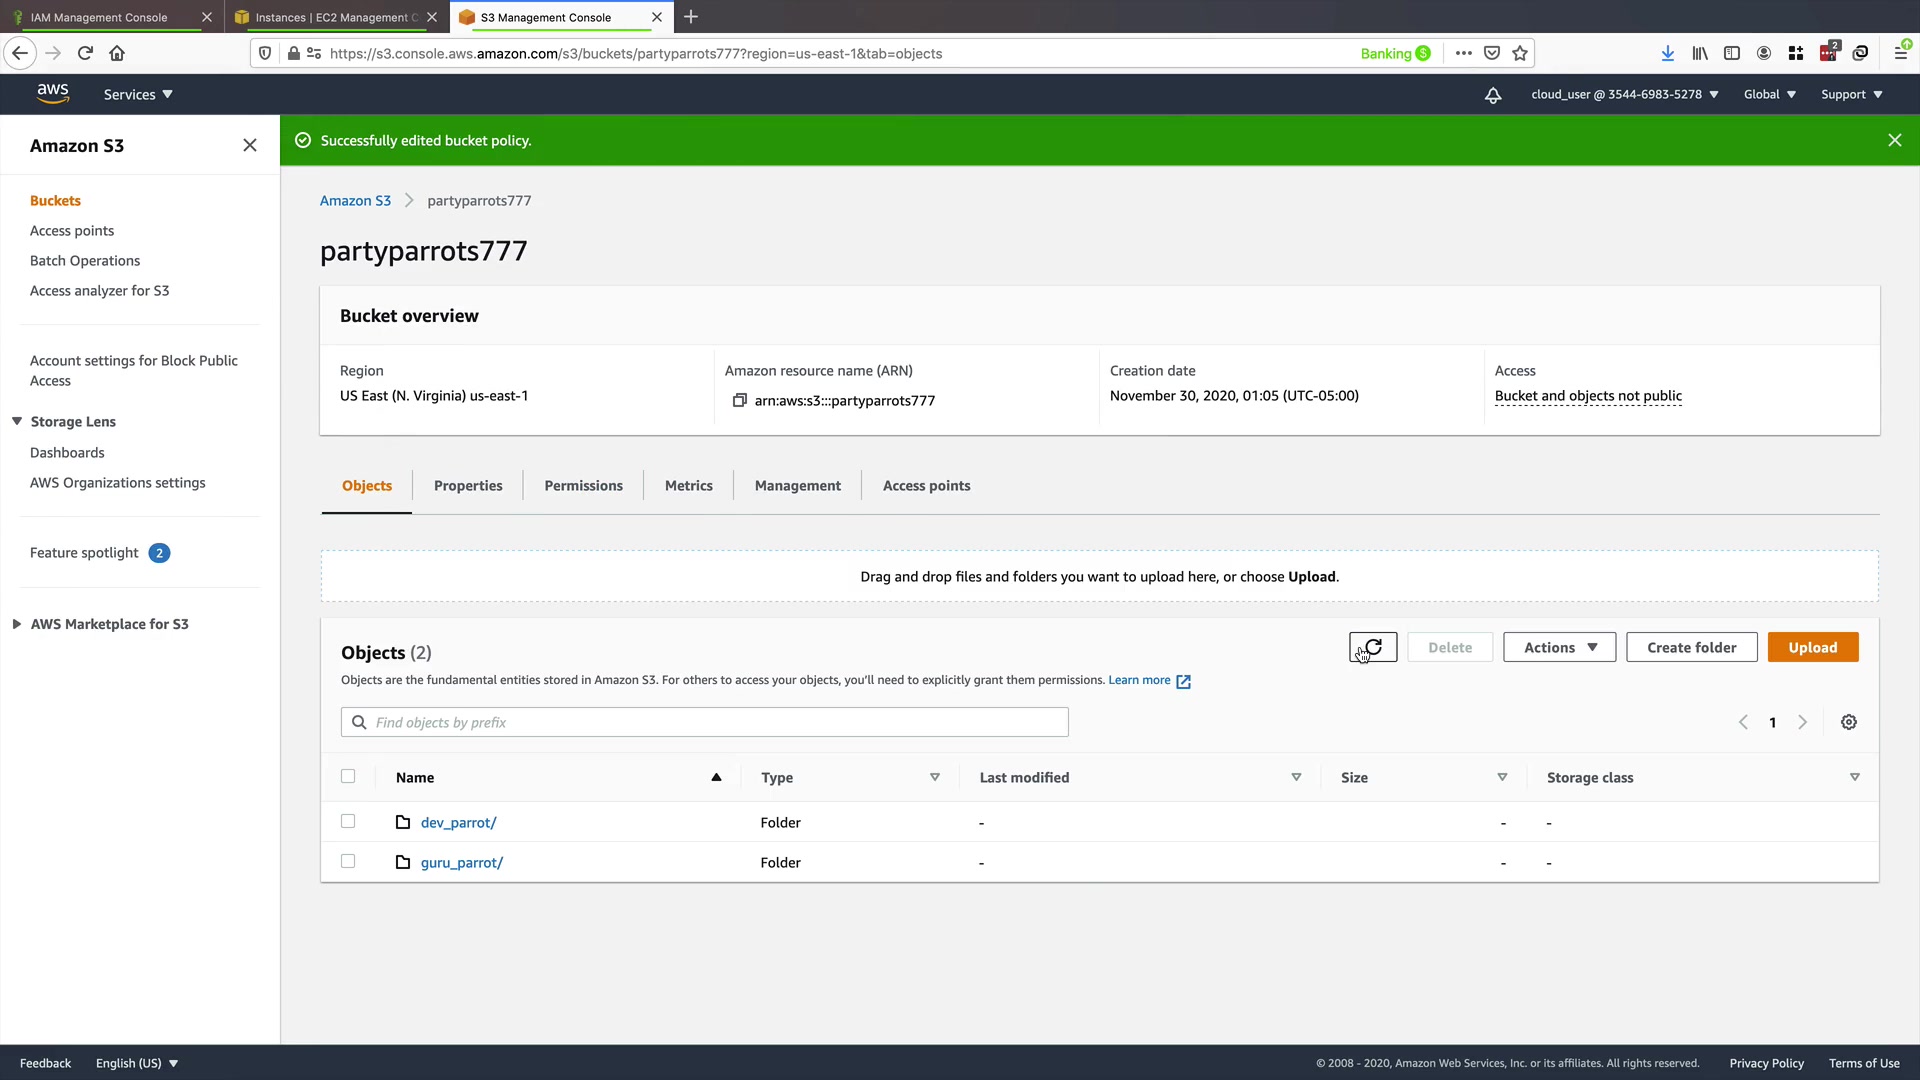 IAM Management Console
Instances | EC2 Management C
S3 Management Console
https://s3.console.aws.amazon.com/s3/buckets/partyparrots777?region=us-east-1&tab=objects
Banking
2
aws
Services
cloud_user @ 3544-6983-5278
Global
Support
Amazon S3
Successfully edited bucket policy.
Buckets
Access points
Batch Operations
Access analyzer for S3
Account settings for Block Public
Access
Storage Lens
Dashboards
AWS Organizations settings
Feature spotlight 2
AWS Marketplace for S3
Amazon S3 > partyparrots777
partyparrots777
Bucket overview
Region
US East (N. Virginia) us-east-1
Amazon resource name (ARN)
arn:aws:s3:::partyparrots777
Creation date
November 30, 2020, 01:05 (UTC-05:00)
Access
Bucket and objects not public
Objects
Properties
Permissions
Metrics
Management
Access points
Drag and drop files and folders you want to upload here, or choose Upload.
Objects (2)
Delete
Actions
Create folder
Upload
Objects are the fundamental entities stored in Amazon S3. For others to access your objects, you'll need to explicitly grant them permissions. Learn more
Find objects by prefix
1
Name Type Last modified Size Storage class
dev_parrot/ Folder - - -
guru_parrot/ Folder - - -
Feedback
English (US)
© 2008 - 2020, Amazon Web Services, Inc. or its affiliates. All rights reserved.
Privacy Policy
Terms of Use